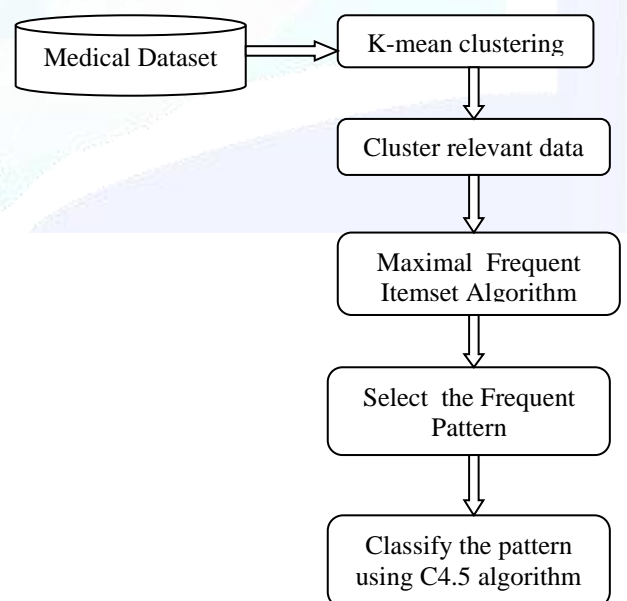 Medical Dataset
K-mean clustering
Cluster relevant data
Maximal Frequent
Itemset Algorithm
Select the Frequent
Pattern
Classify the pattern
using C4.5 algorithm